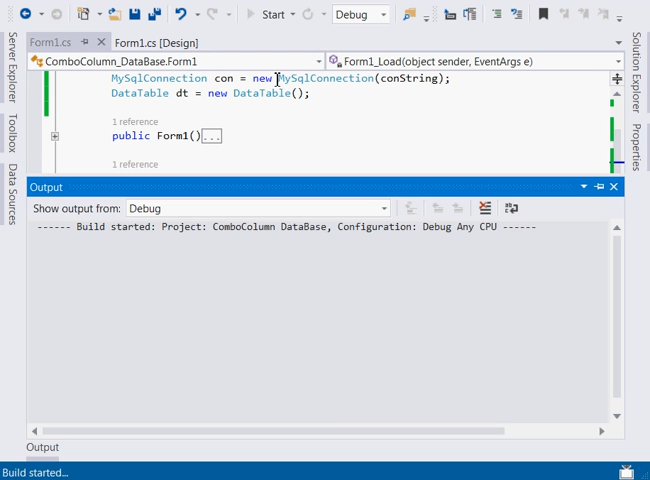 Start
Debug
Form1.cs
Form1.cs [Design]
ComboColumn_DataBase.Form1
Form1_Load(object sender, EventArgs e)
MySqlConnection con = new MySqlConnection(conString);
DataTable dt = new DataTable();
1 reference
public Form1()...
1 reference
Output
Show output from: Debug
------ Build started: Project: ComboColumn DataBase, Configuration: Debug Any CPU ------
Output
Build started...
Server Explorer
Toolbox
Data Sources
Solution Explorer
Properties